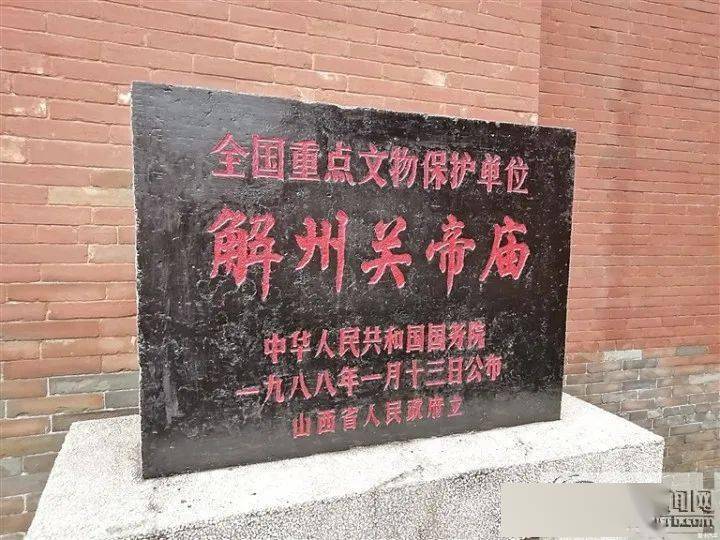 全国重点文物保护单位
解州关帝庙
中华人民共和国国务院
一九八八年一月十三日公布
山西省人民政府立
闻网